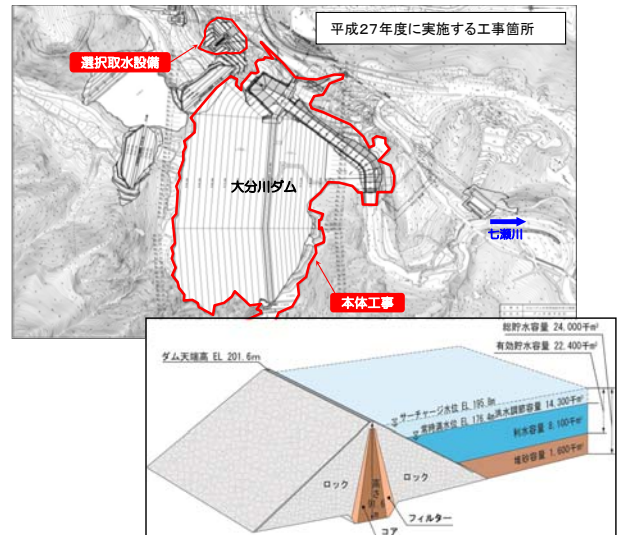 平成27年度に実施する工事箇所
選択取水設備
大分川ダム
七瀬川
本体工事
総貯水容量 24,000千m³
有効貯水容量 22,400千m³
ダム天端高 EL 201.6m
サーチャージ水位 EL 195.8m
洪水調節容量 14,300千m³
常時満水位 EL 176.4m
利水容量 8,100千m³
堆砂容量 1,600千m³
ロック
ロック
フィルター
コア